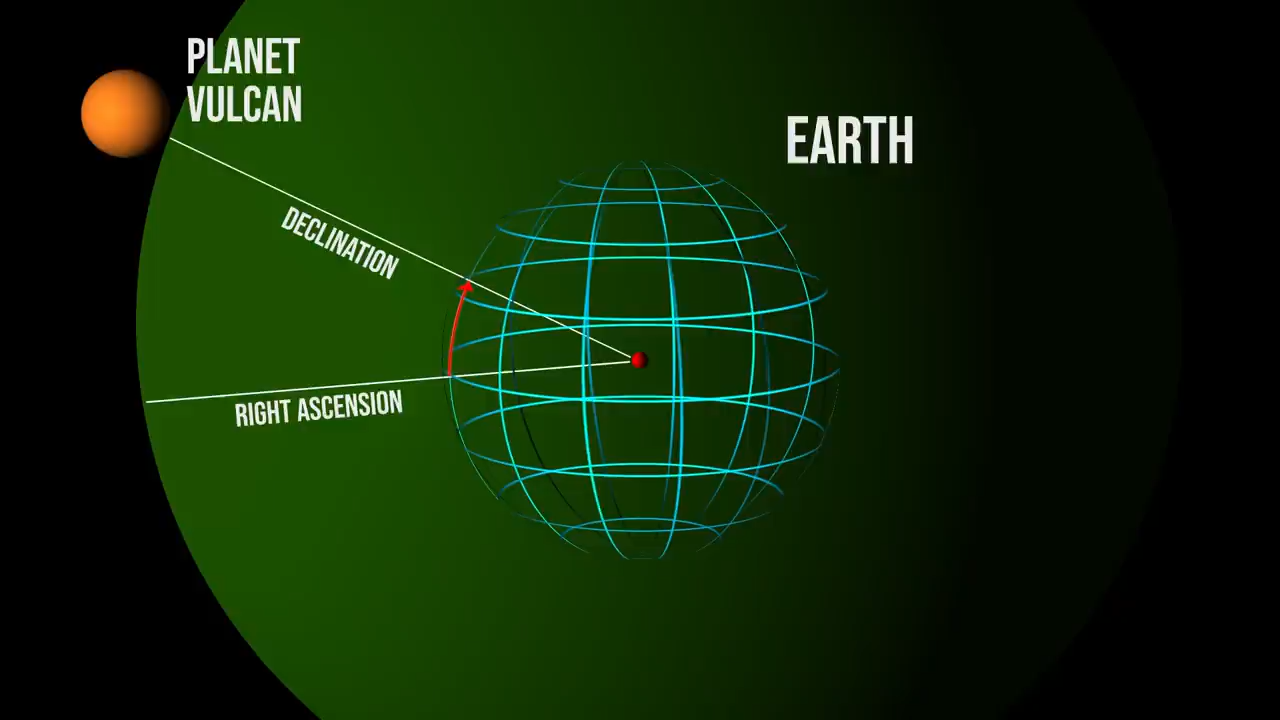 PLANET
VULCAN
EARTH
DECLINATION
RIGHT ASCENSION